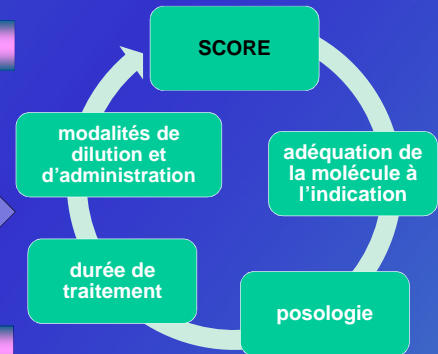 SCORE
adéquation de
la molécule à
l'indication
posologie
durée de
traitement
modalités de
dilution et
d'administration